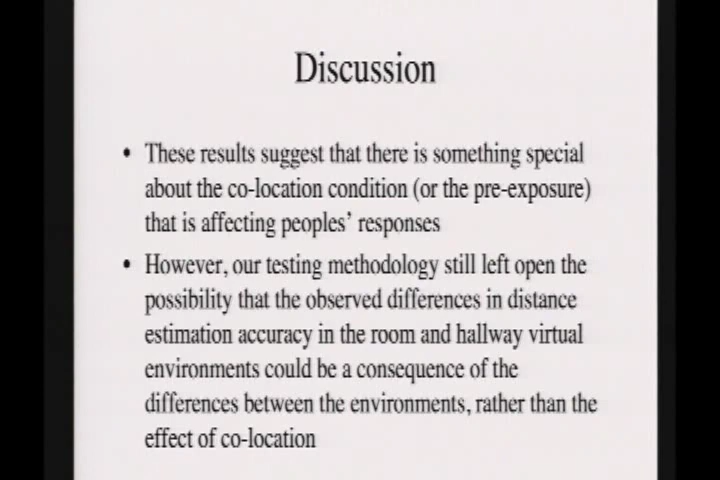 Discussion
• These results suggest that there is something special
about the co-location condition (or the pre-exposure)
that is affecting peoples’ responses
• However, our testing methodology still left open the
possibility that the observed differences in distance
estimation accuracy in the room and hallway virtual
environments could be a consequence of the
differences between the environments, rather than the
effect of co-location